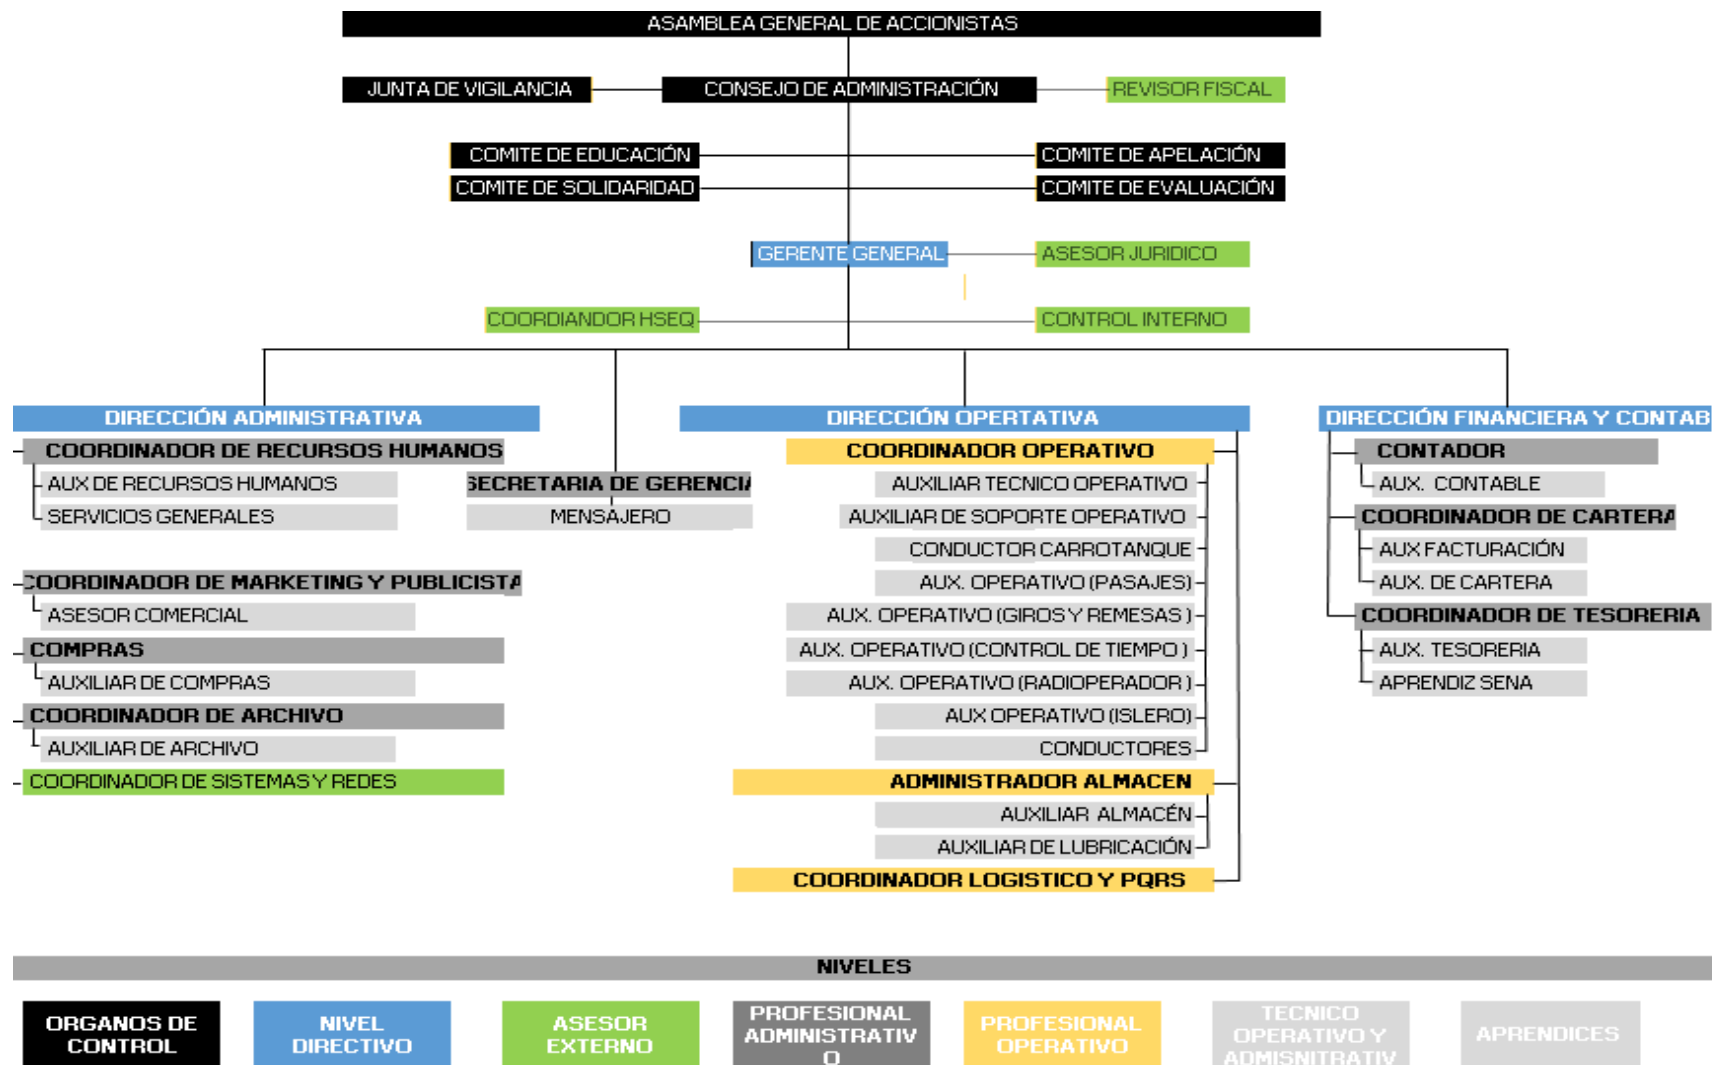 ASAMBLEA GENERAL DE ACCIONISTAS
JUNTA DE VIGILANCIA
CONSEJO DE ADMINISTRACIÓN
REVISOR FISCAL
COMITE DE EDUCACIÓN
COMITE DE APELACIÓN
COMITE DE SOLIDARIDAD
COMITE DE EVALUACIÓN
GERENTE GENERAL
ASESOR JURIDICO
COORDIANDOR HSEQ
CONTROL INTERNO
DIRECCIÓN ADMINISTRATIVA
COORDINADOR DE RECURSOS HUMANOS
AUX DE RECURSOS HUMANOS
SERVICIOS GENERALES
COORDINADOR DE MARKETING Y PUBLICISTA
ASESOR COMERCIAL
COMPRAS
AUXILIAR DE COMPRAS
COORDINADOR DE ARCHIVO
AUXILIAR DE ARCHIVO
COORDINADOR DE SISTEMAS Y REDES
SECRETARIA DE GERENCIA
MENSAJERO
DIRECCIÓN OPERTATIVA
COORDINADOR OPERATIVO
AUXILIAR TECNICO OPERATIVO
AUXILIAR DE SOPORTE OPERATIVO
CONDUCTOR CARROTANQUE
AUX. OPERATIVO (PASAJES)
AUX. OPERATIVO (GIROS Y REMESAS )
AUX. OPERATIVO (CONTROL DE TIEMPO )
AUX. OPERATIVO (RADIOPERADOR )
AUX OPERATIVO (ISLERO)
CONDUCTORES
ADMINISTRADOR ALMACEN
AUXILIAR ALMACÉN
AUXILIAR DE LUBRICACIÓN
COORDINADOR LOGISTICO Y PQRS
DIRECCIÓN FINANCIERA Y CONTAB
CONTADOR
AUX. CONTABLE
COORDINADOR DE CARTERA
AUX FACTURACIÓN
AUX. DE CARTERA
COORDINADOR DE TESORERIA
AUX. TESORERIA
APRENDIZ SENA
NIVELES
ORGANOS DE
CONTROL
NIVEL
DIRECTIVO
ASESOR
EXTERNO
PROFESIONAL
ADMINISTRATIV
O
PROFESIONAL
OPERATIVO
TECNICO
OPERATIVO Y
ADMISNITRATIV
APRENDICES